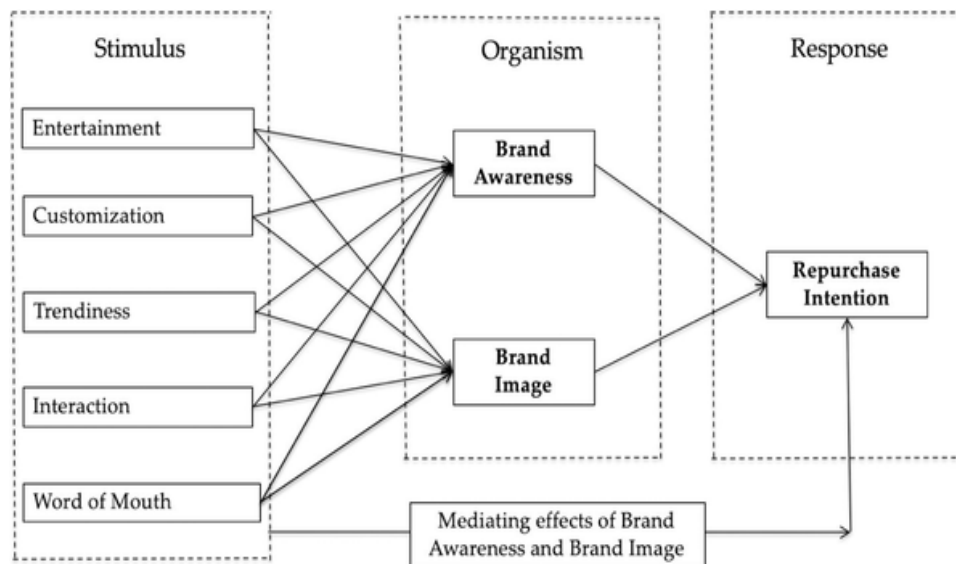 Stimulus
Entertainment
Customization
Trendiness
Interaction
Word of Mouth
Organism
Brand
Awareness
Brand
Image
Response
Repurchase
Intention
Mediating effects of Brand
Awareness and Brand Image